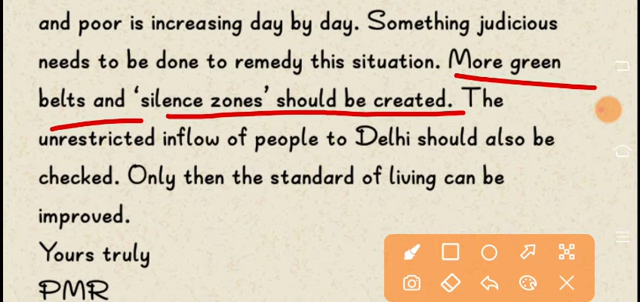 and poor is increasing day by day. Something judicious
needs to be done to remedy this situation. More green
belts and ‘silence zones’ should be created. The
unrestricted inflow of people to Delhi should also be
checked. Only then the standard of living can be
improved.
Yours truly
PMR